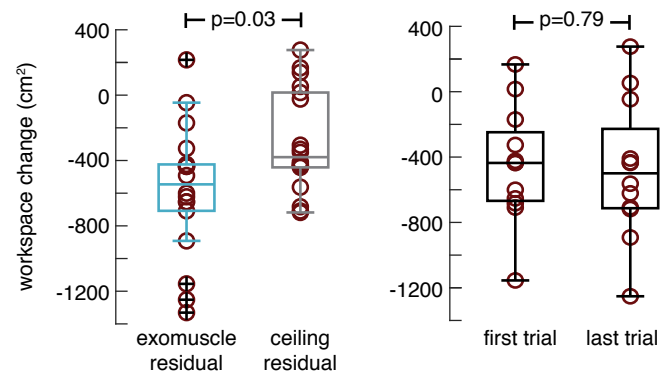 p=0.03
workspace change (cm²)
400
0
-400
-800
-1200
exomuscle
residual
ceiling
residual
p=0.79
400
0
-400
-800
-1200
first trial
last trial